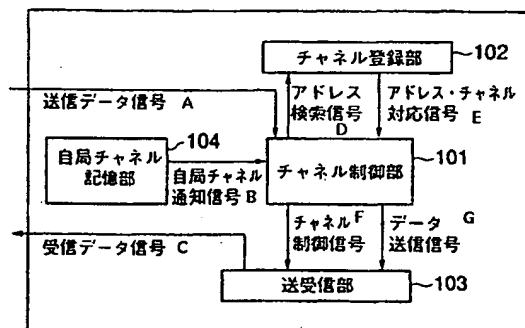 チャネル登録部
102
送信データ信号 A
アドレス
検索信号
D
アドレス・チャネル
対応信号 E
104
自局チャネル
記憶部
自局チャネル
通知信号 B
チャネル制御部
101
チャネル F
制御信号
データ G
送信信号
受信データ信号 C
送受信部
103